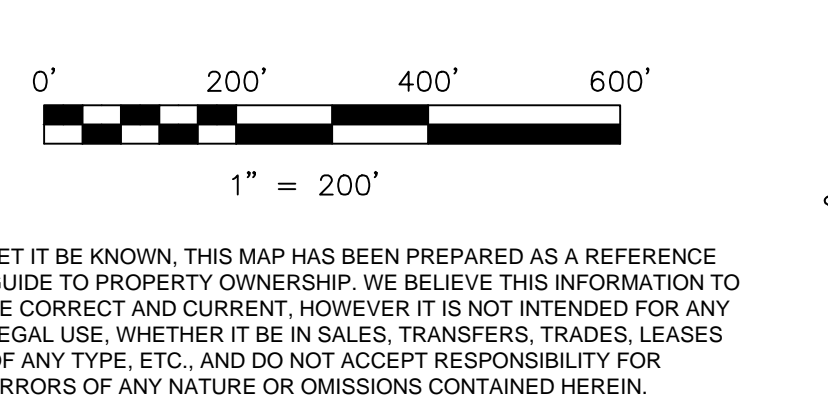 0' 200' 400' 600'
1" = 200'
ET IT BE KNOWN, THIS MAP HAS BEEN PREPARED AS A REFERENCE
GUIDE TO PROPERTY OWNERSHIP. WE BELIEVE THIS INFORMATION TO
E CORRECT AND CURRENT, HOWEVER IT IS NOT INTENDED FOR ANY
EGAL USE, WHETHER IT BE IN SALES, TRANSFERS, TRADES, LEASES
OF ANY TYPE, ETC., AND DO NOT ACCEPT RESPONSIBILITY FOR
RRORS OF ANY NATURE OR OMISSIONS CONTAINED HEREIN.